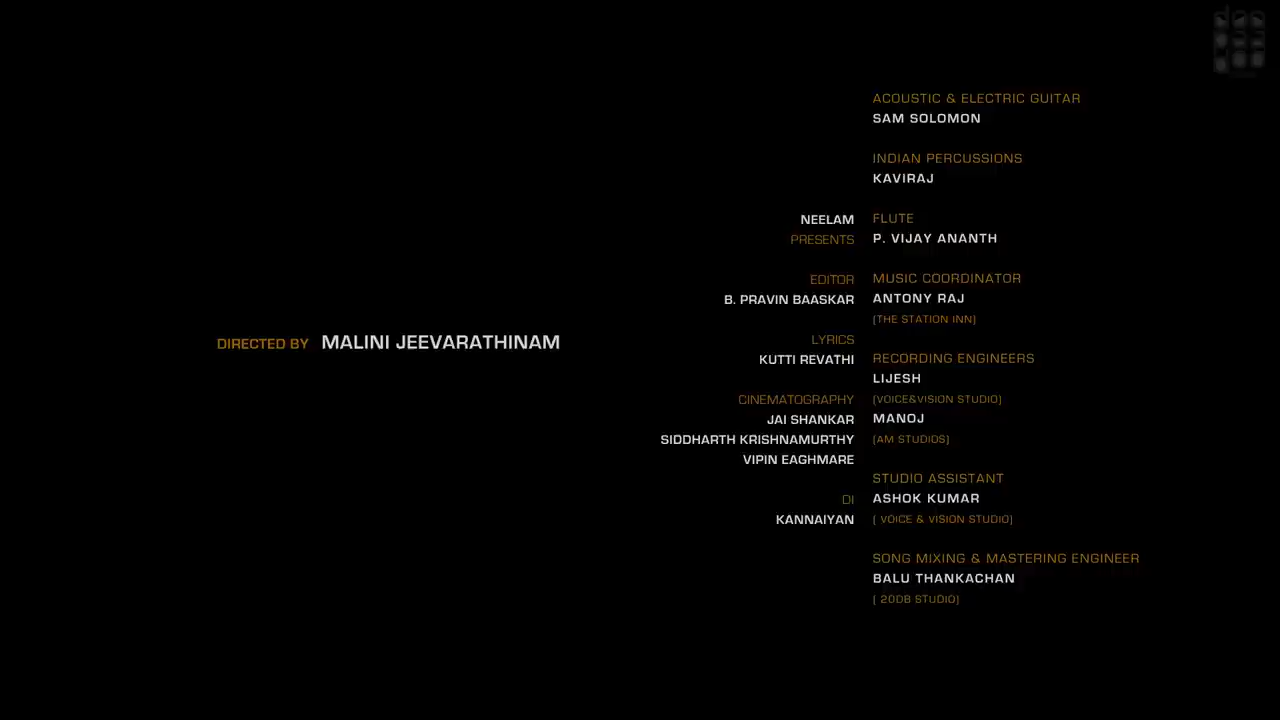 DIRECTED BY MALINI JEEVARATHINAM
NEELAM
PRESENTS
EDITOR
B. PRAVIN BAASKAR
LYRICS
KUTTI REVATHI
CINEMATOGRAPHY
JAI SHANKAR
SIDDHARTH KRISHNAMURTHY
VIPIN EAGHMARE
DI
KANNAIYAN
ACOUSTIC & ELECTRIC GUITAR
SAM SOLOMON
INDIAN PERCUSSIONS
KAVIRAJ
FLUTE
P. VIJAY ANANTH
MUSIC COORDINATOR
ANTONY RAJ
(THE STATION INN)
RECORDING ENGINEERS
LIJESH
(VOICE&VISION STUDIO)
MANOJ
(AM STUDIOS)
STUDIO ASSISTANT
ASHOK KUMAR
( VOICE & VISION STUDIO)
SONG MIXING & MASTERING ENGINEER
BALU THANKACHAN
( 20DB STUDIO)